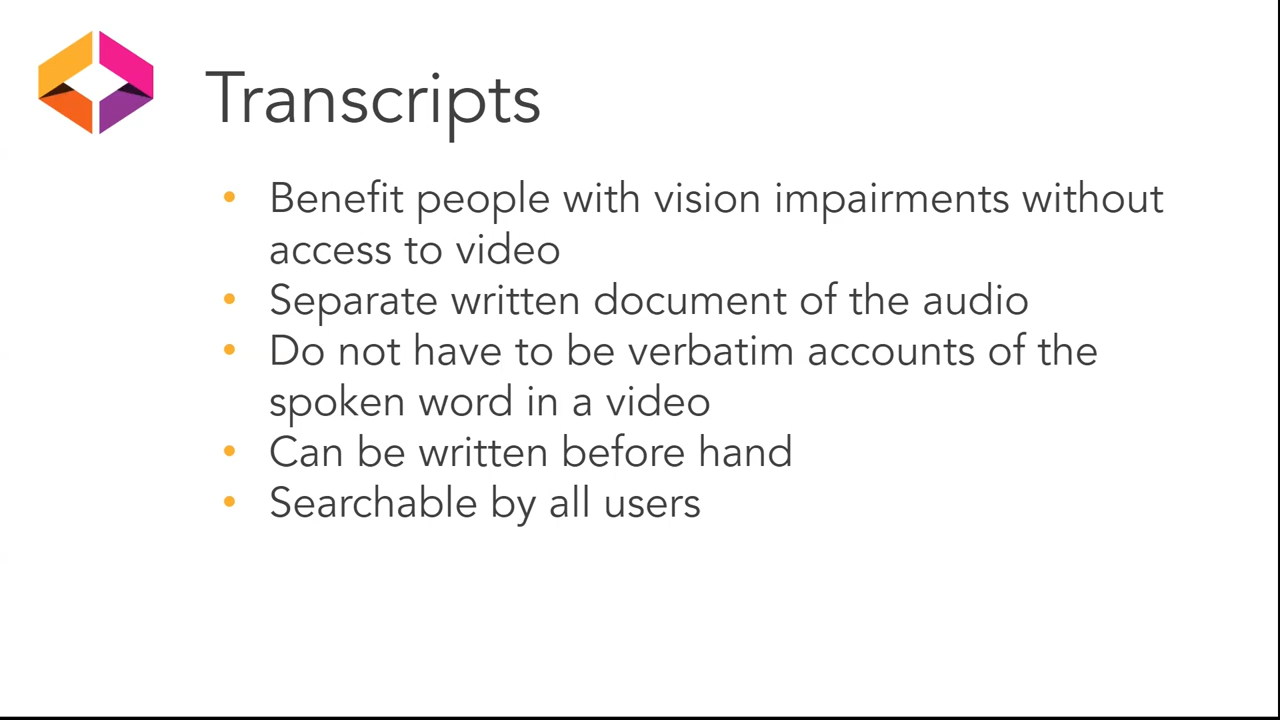 Transcripts
• Benefit people with vision impairments without
access to video
• Separate written document of the audio
• Do not have to be verbatim accounts of the
spoken word in a video
• Can be written before hand
• Searchable by all users